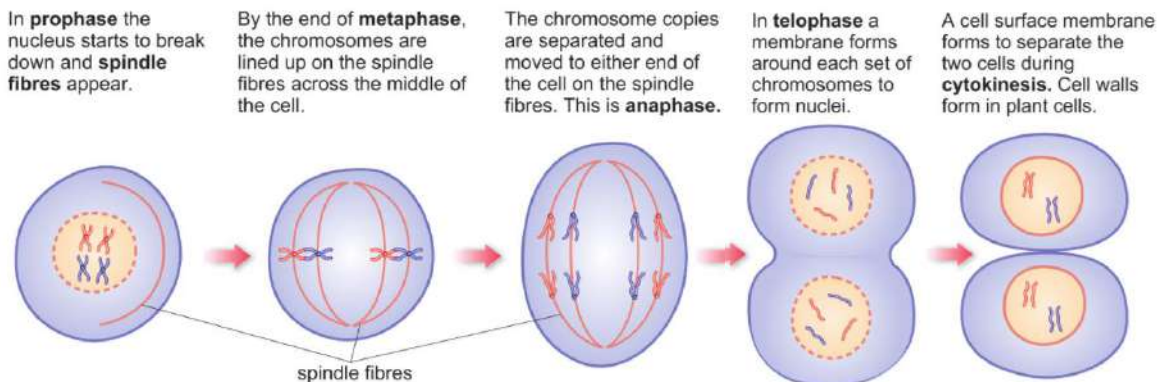 In prophase the
nucleus starts to break
down and spindle
fibres appear.
By the end of metaphase,
the chromosomes are
lined up on the spindle
fibres across the middle of
the cell.
The chromosome copies
are separated and
moved to either end of
the cell on the spindle
fibres. This is anaphase.
In telophase a
membrane forms
around each set of
chromosomes to
form nuclei.
A cell surface membrane
forms to separate the
two cells during
cytokinesis. Cell walls
form in plant cells.
spindle fibres